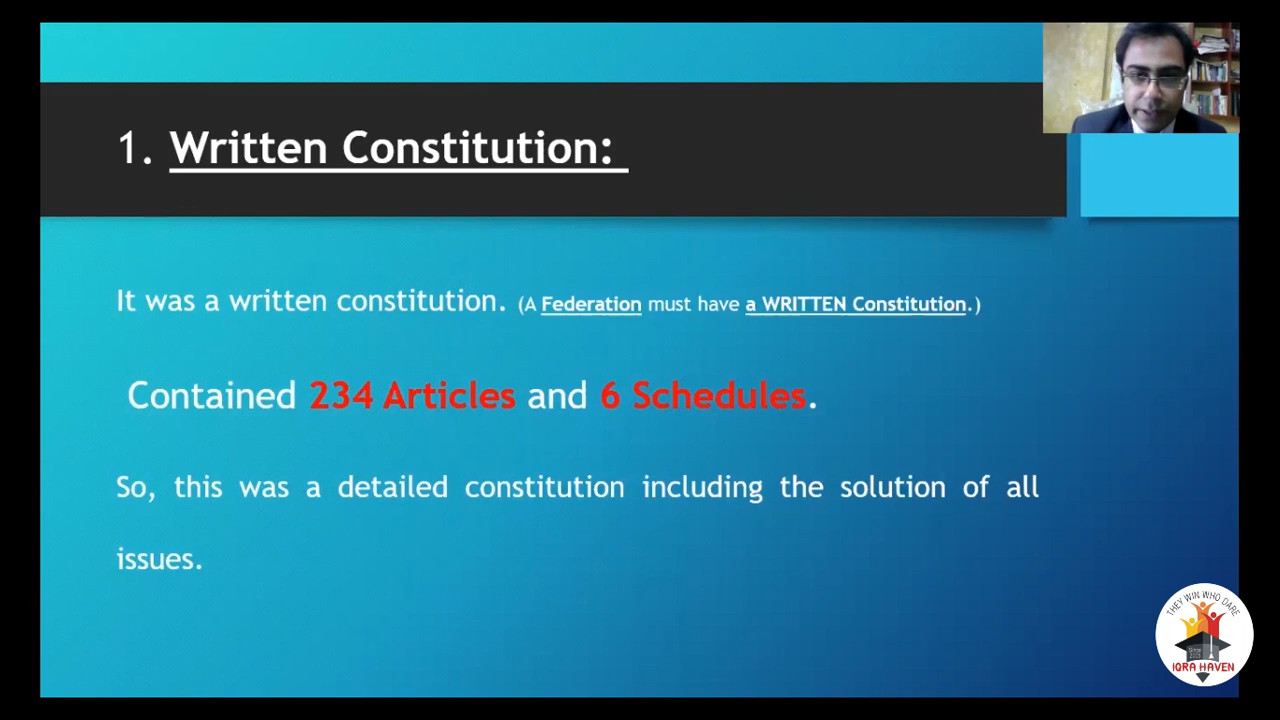 1. Written Constitution:
It was a written constitution. (A Federation must have a WRITTEN Constitution.)
Contained 234 Articles and 6 Schedules.
So, this was a detailed constitution including the solution of all
issues.
THEY WIN WHO DARE
Since
IQRA HAVEN